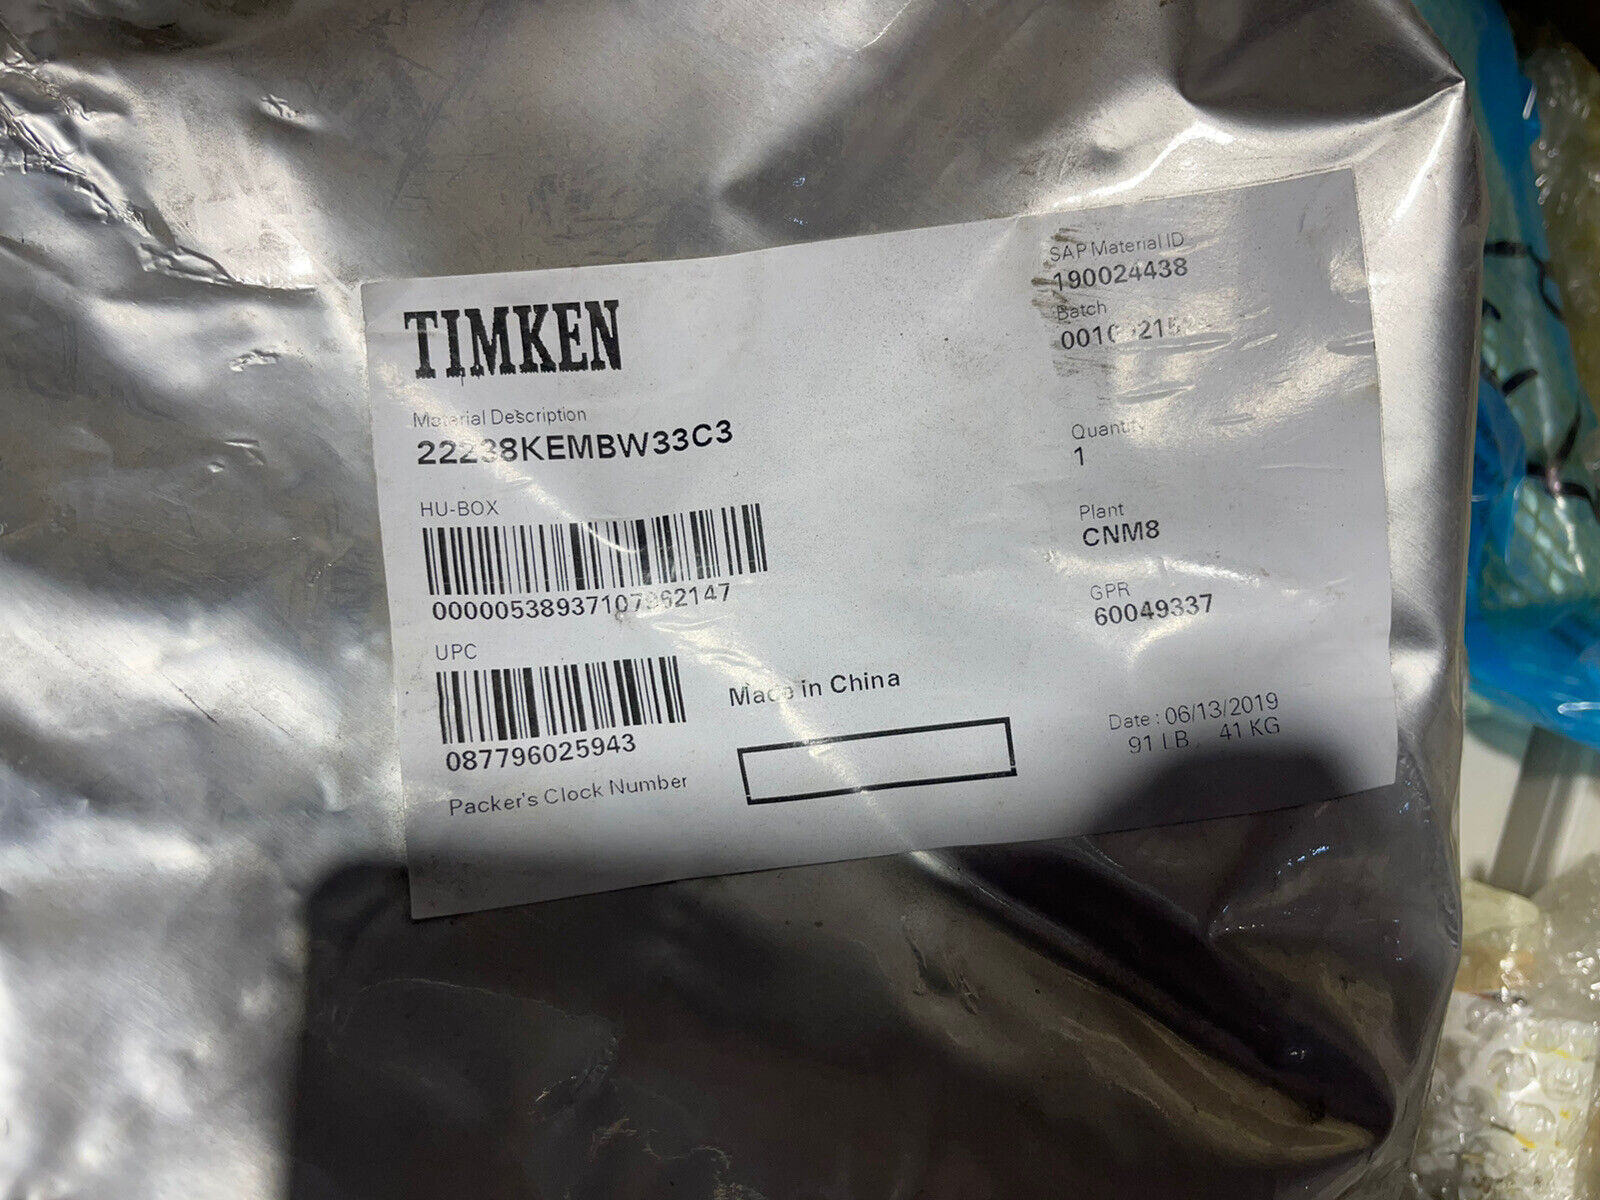 TIMKEN
Material Description
22238KEMBW33C3
HU-BOX
UPC
087796025943
Packer's Clock Number
Made in China
SAP Material ID
190024438
Batch
Quantity
1
Plant
CNM8
GPR
60049337
Date : 06/13/2019
91 LB 41 KG